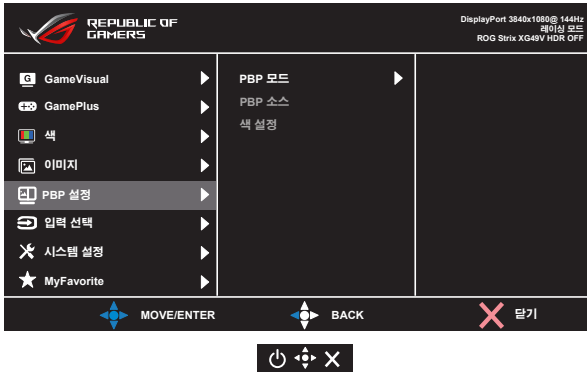 REPUBLIC OF
GAMERS
DisplayPort 3840x1080@ 144Hz
레이싱 모드
ROG Strix XG49V HDR OFF
G GameVisual
GamePlus
색
이미지
PBP 설정
입력 선택
시스템 설정
MyFavorite
PBP 모드
PBP 소스
색 설정
MOVE/ENTER
BACK
닫기